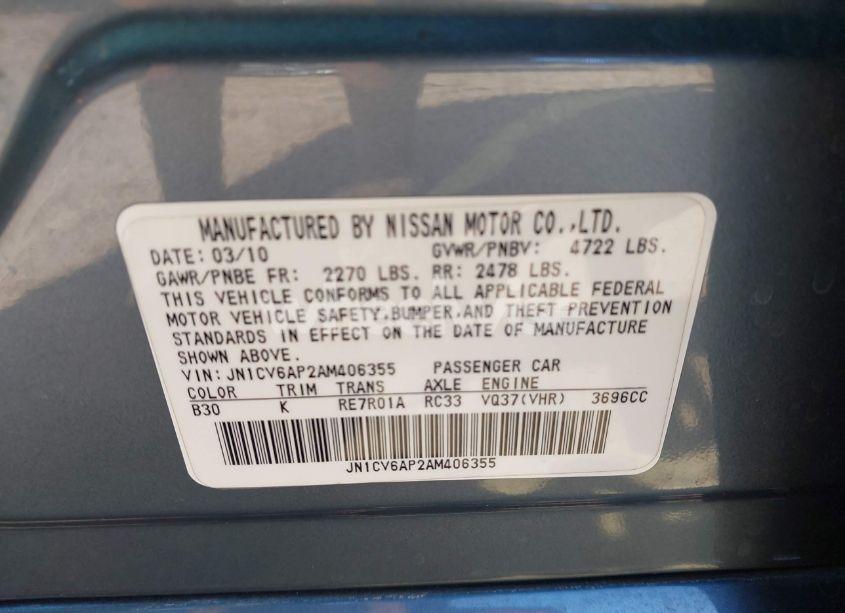 MANUFACTURED BY NISSAN MOTOR CO.,LTD.
DATE: 03/10 GVWR/PNBV: 4722 LBS.
GAWR/PNBE FR: 2270 LBS. RR: 2478 LBS.
THIS VEHICLE CONFORMS TO ALL APPLICABLE FEDERAL
MOTOR VEHICLE SAFETY,BUMPER,AND THEFT PREVENTION
STANDARDS IN EFFECT ON THE DATE OF MANUFACTURE
SHOWN ABOVE.
VIN: JN1CV6AP2AM406355 PASSENGER CAR
COLOR TRIM TRANS AXLE ENGINE
B30 K RE7R01A RC33 VQ37(VHR) 3696CC
JN1CV6AP2AM406355